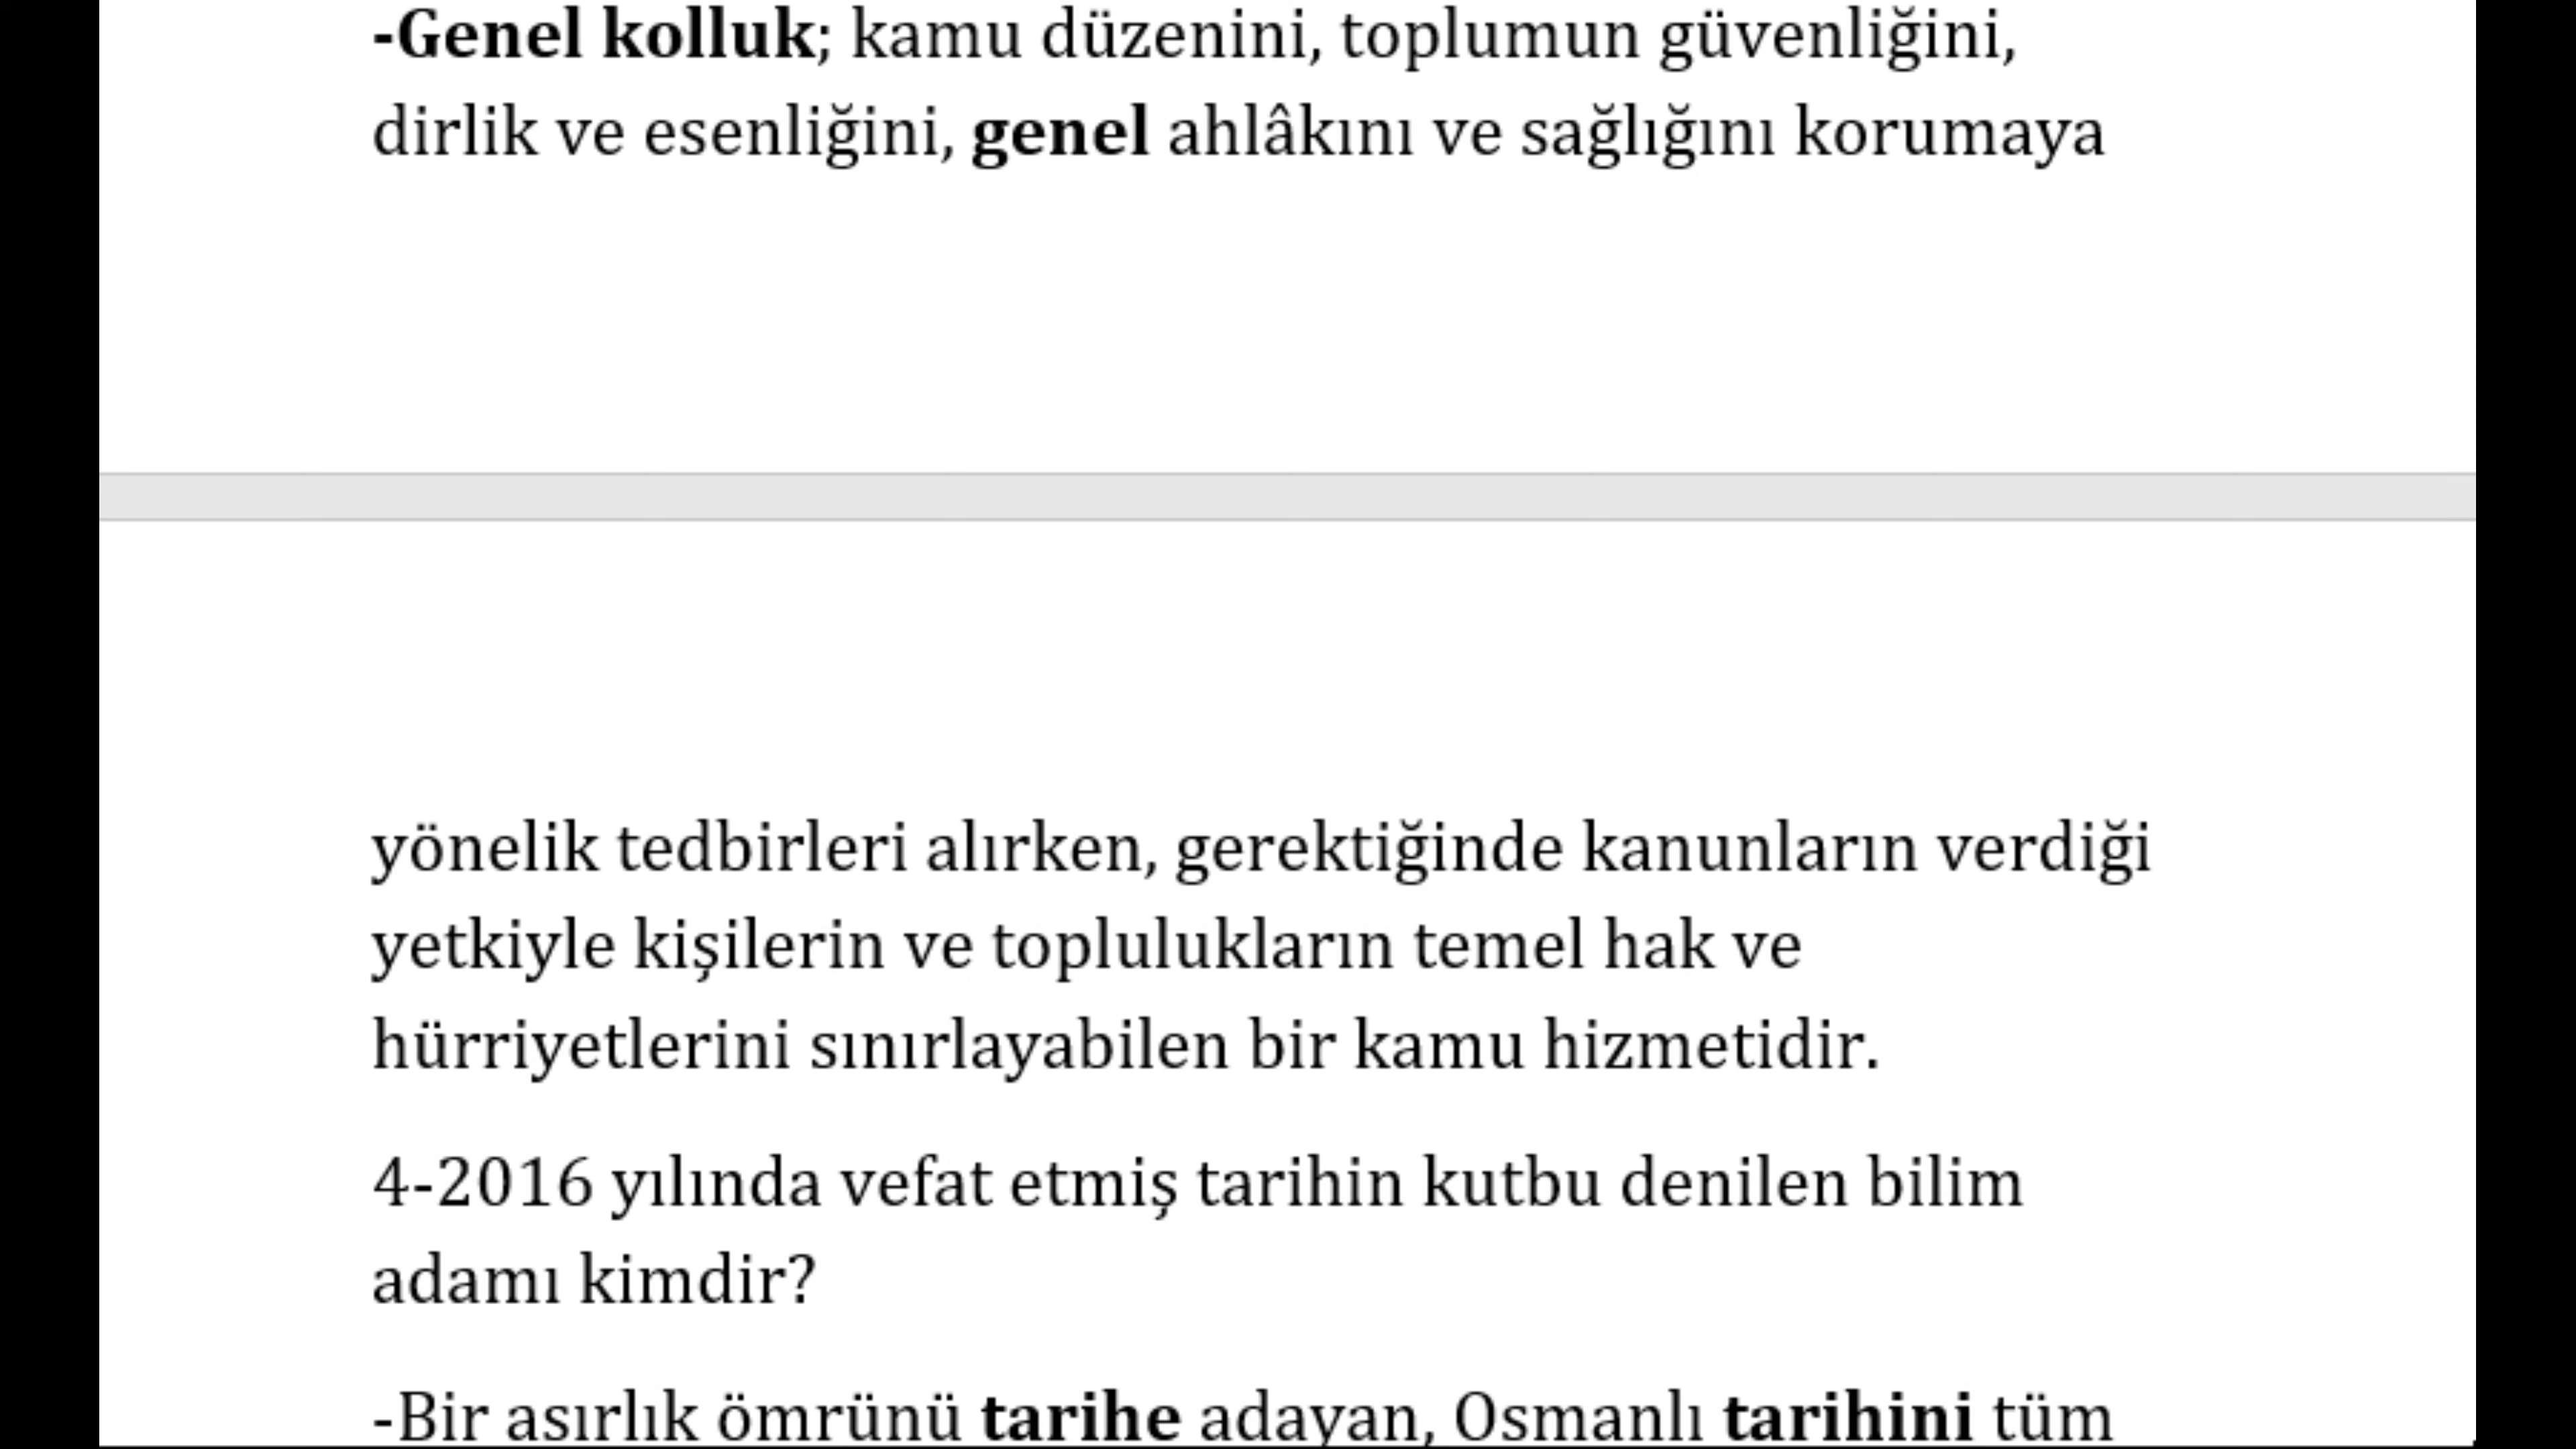 -Genel kolluk; kamu düzenini, toplumun güvenliğini,
dirlik ve esenliğini, genel ahlâkını ve sağlığını korumaya
yönelik tedbirleri alırken, gerektiğinde kanunların verdiği
yetkiyle kişilerin ve toplulukların temel hak ve
hürriyetlerini sınırlayabilen bir kamu hizmetidir.
4-2016 yılında vefat etmiş tarihin kutbu denilen bilim
adamı kimdir?
-Bir asırlık ömrünü tarihe adayan, Osmanlı tarihini tüm